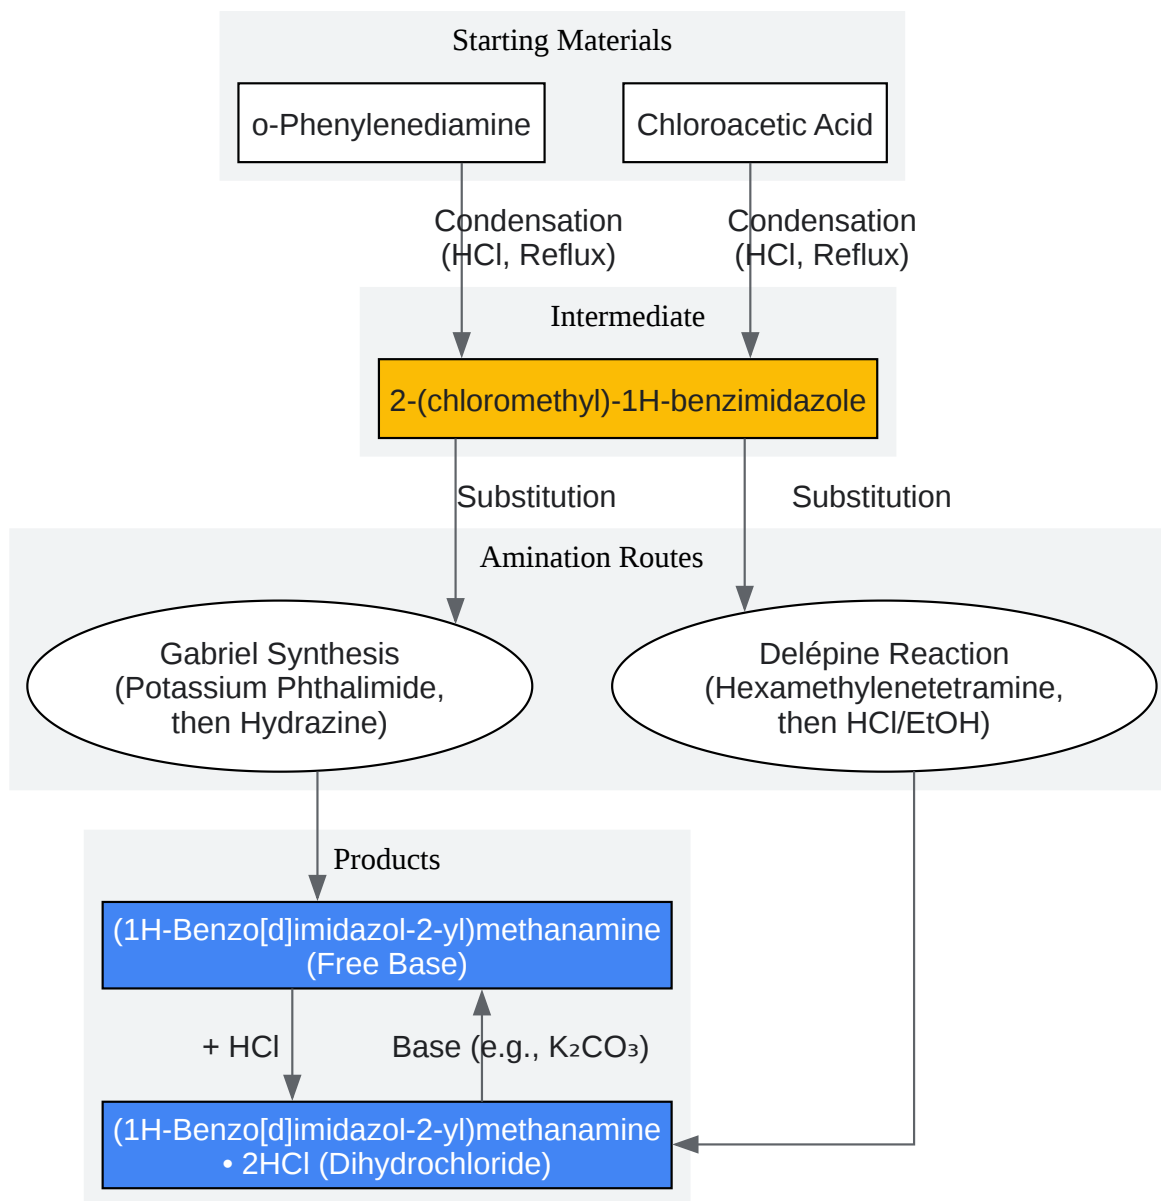 Starting Materials
o-Phenylenediamine
Chloroacetic Acid
Condensation
(HCl, Reflux)
Condensation
(HCl, Reflux)
Intermediate
2-(chloromethyl)-1H-benzimidazole
Substitution
Substitution
Amination Routes
Gabriel Synthesis
(Potassium Phthalimide,
then Hydrazine)
Delépine Reaction
(Hexamethylenetetramine,
then HCl/EtOH)
Products
(1H-Benzo[d]imidazol-2-yl)methanamine
(Free Base)
+ HCl
Base (e.g., K₂CO₃)
(1H-Benzo[d]imidazol-2-yl)methanamine
• 2HCl (Dihydrochloride)